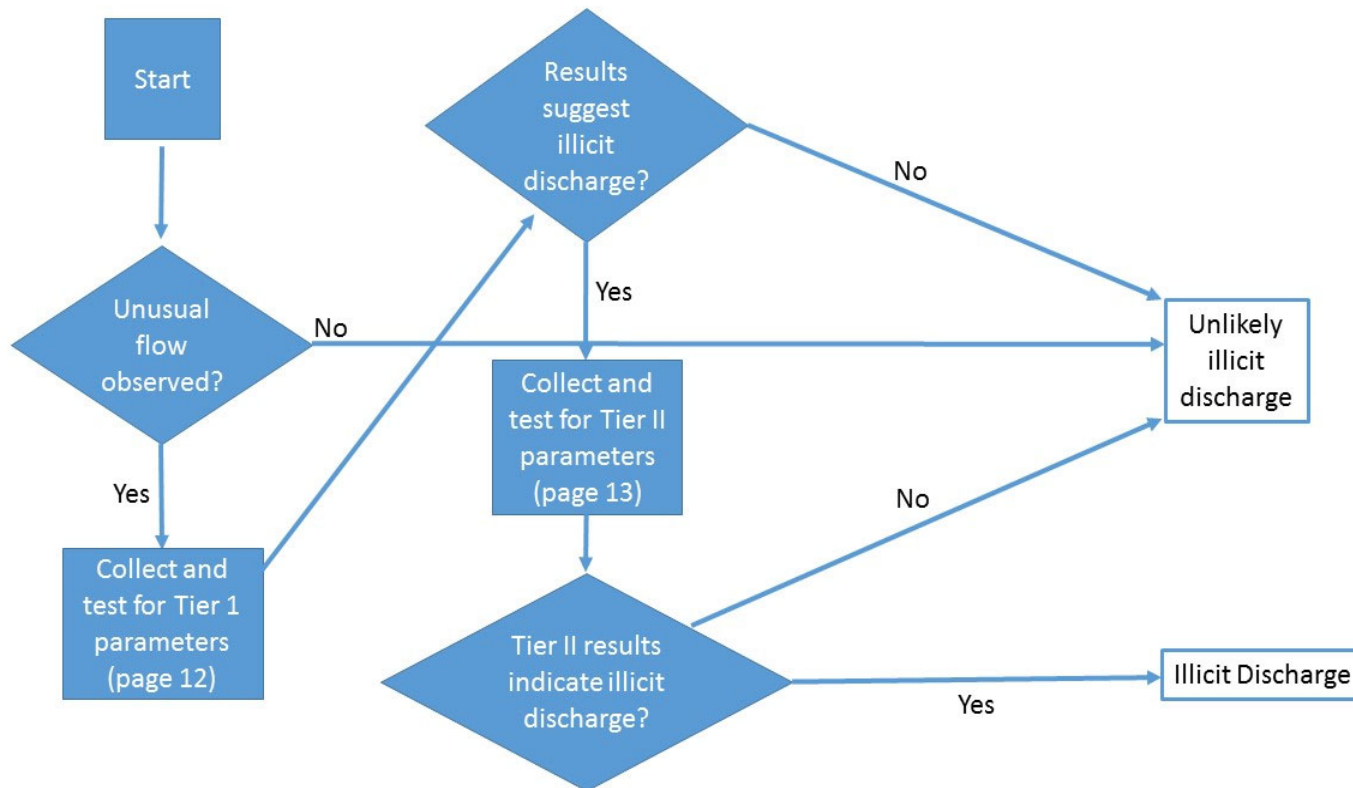 Start
Unusual
flow
observed?
No
Yes
Collect and
test for Tier 1
parameters
(page 12)
Results
suggest
illicit
discharge?
No
Yes
Collect and
test for Tier II
parameters
(page 13)
Tier II results
indicate illicit
discharge?
No
Yes
Unlikely
illicit
discharge
Illicit Discharge